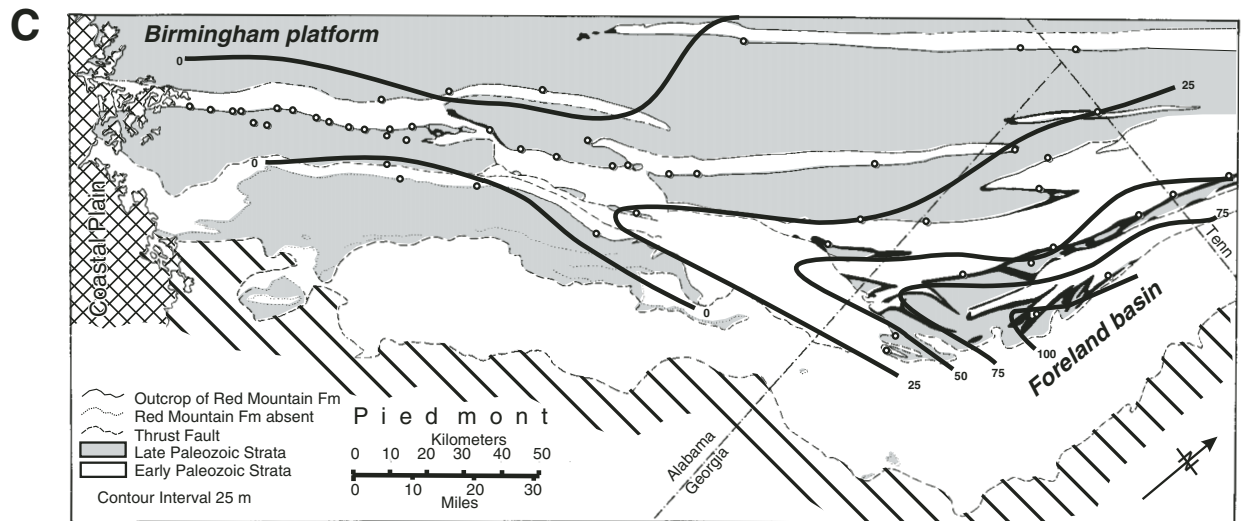 C
Birmingham platform
0
25
0
Coastal Plain
75
Tenn
0
Foreland basin
100
75
50
25
Outcrop of Red Mountain Fm
Red Mountain Fm absent
Thrust Fault
Late Paleozoic Strata
Early Paleozoic Strata
Contour Interval 25 m
Piedmont
Kilometers
0 10 20 30 40 50
0 10 20 30
Miles
Alabama
Georgia
N